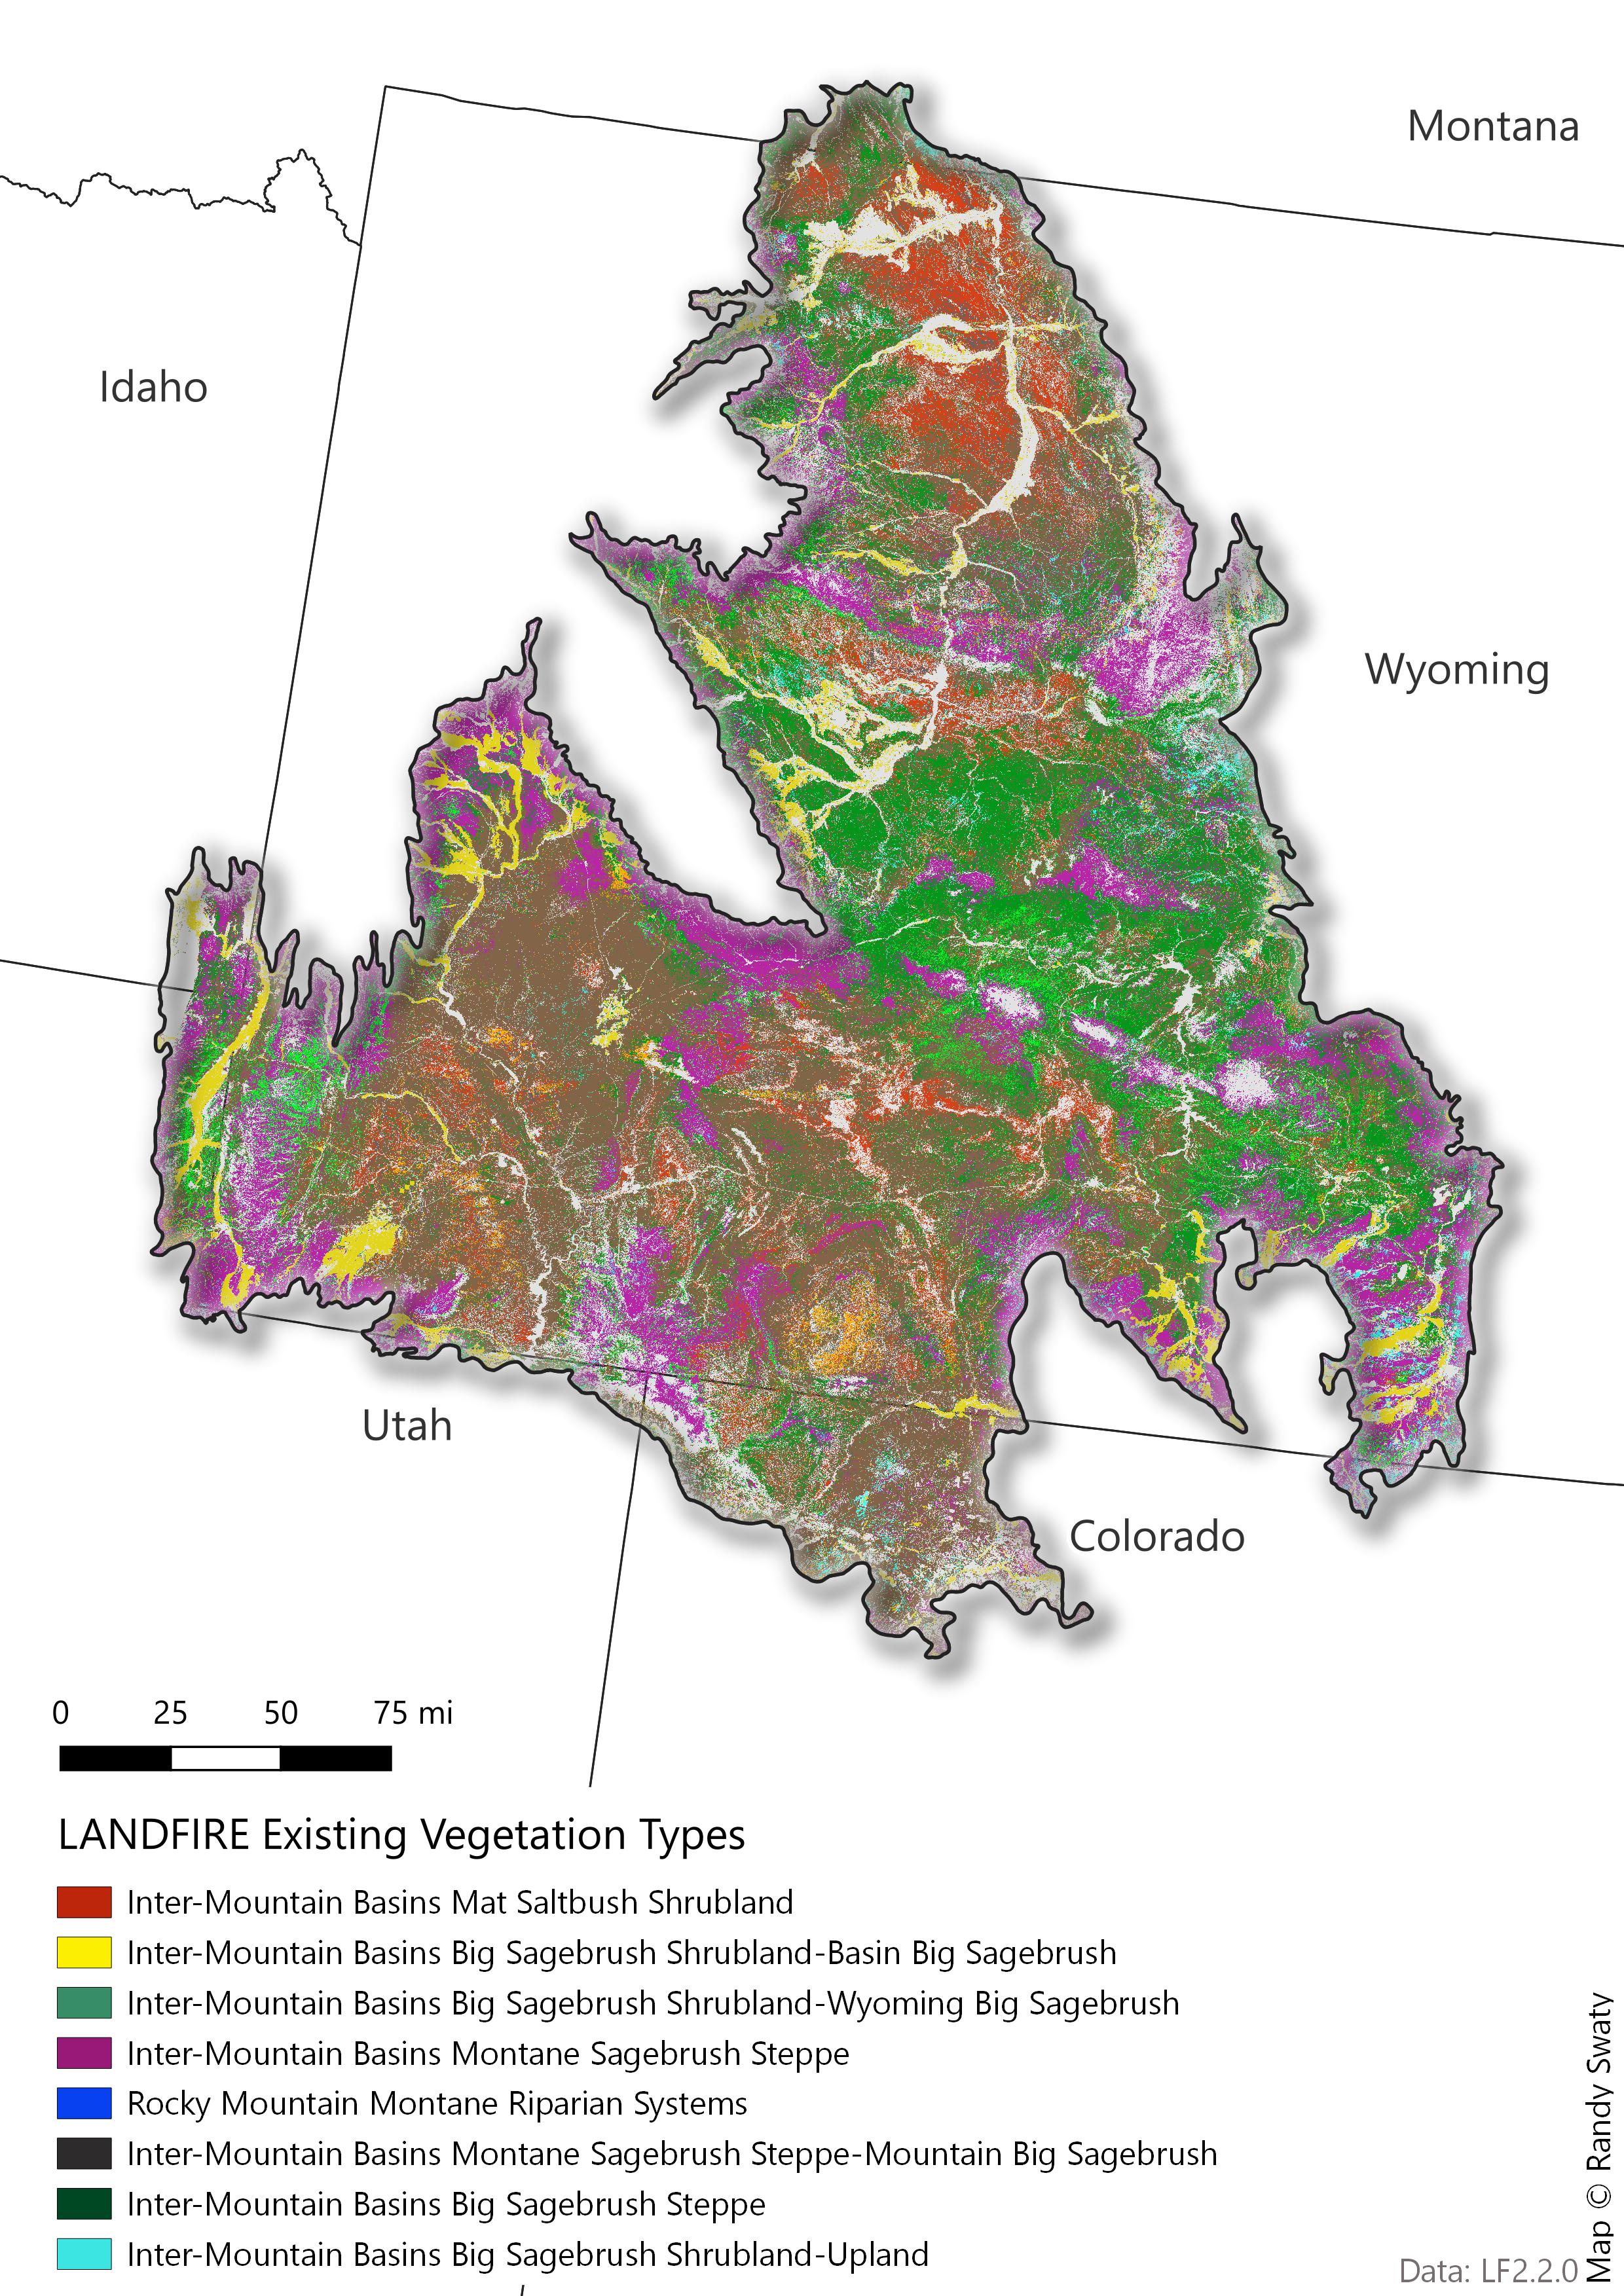 Montana
Idaho
Wyoming
Utah
Colorado
0 25 50 75 mi
LANDFIRE Existing Vegetation Types
Inter-Mountain Basins Mat Saltbush Shrubland
Inter-Mountain Basins Big Sagebrush Shrubland-Basin Big Sagebrush
Inter-Mountain Basins Big Sagebrush Shrubland-Wyoming Big Sagebrush
Inter-Mountain Basins Montane Sagebrush Steppe
Rocky Mountain Montane Riparian Systems
Inter-Mountain Basins Montane Sagebrush Steppe-Mountain Big Sagebrush
Inter-Mountain Basins Big Sagebrush Steppe
Inter-Mountain Basins Big Sagebrush Shrubland-Upland
Data: LF2.2.0
Map © Randy Swaty